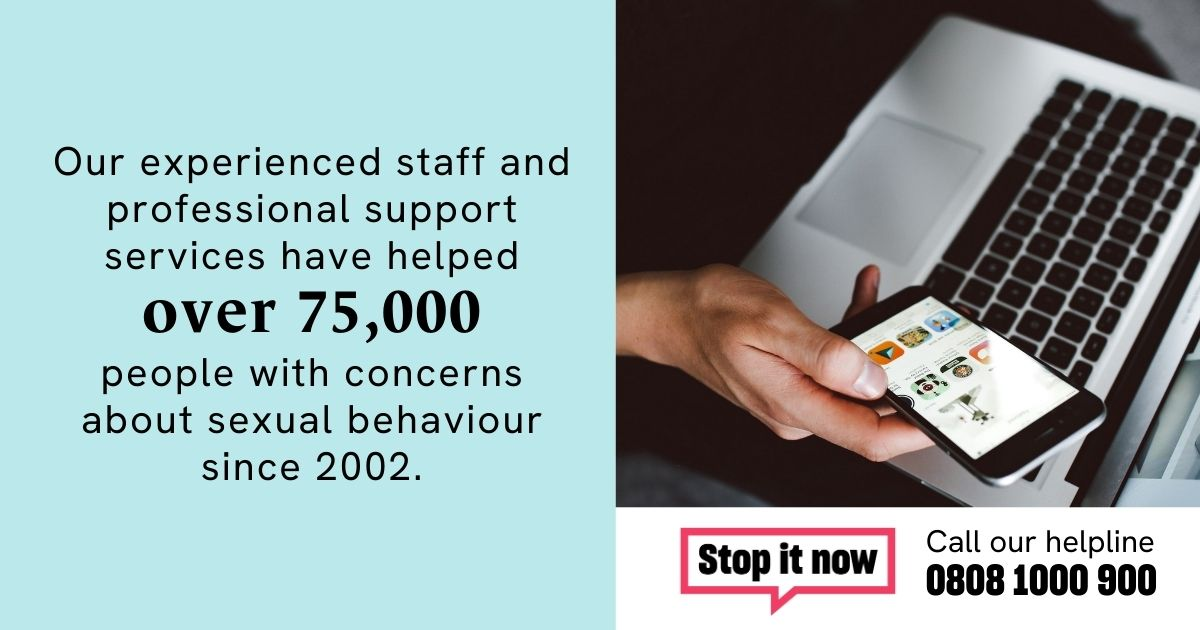 Our experienced staff and
professional support
services have helped
over 75,000
people with concerns
about sexual behaviour
since 2002.
Stop it now
Call our helpline
0808 1000 900